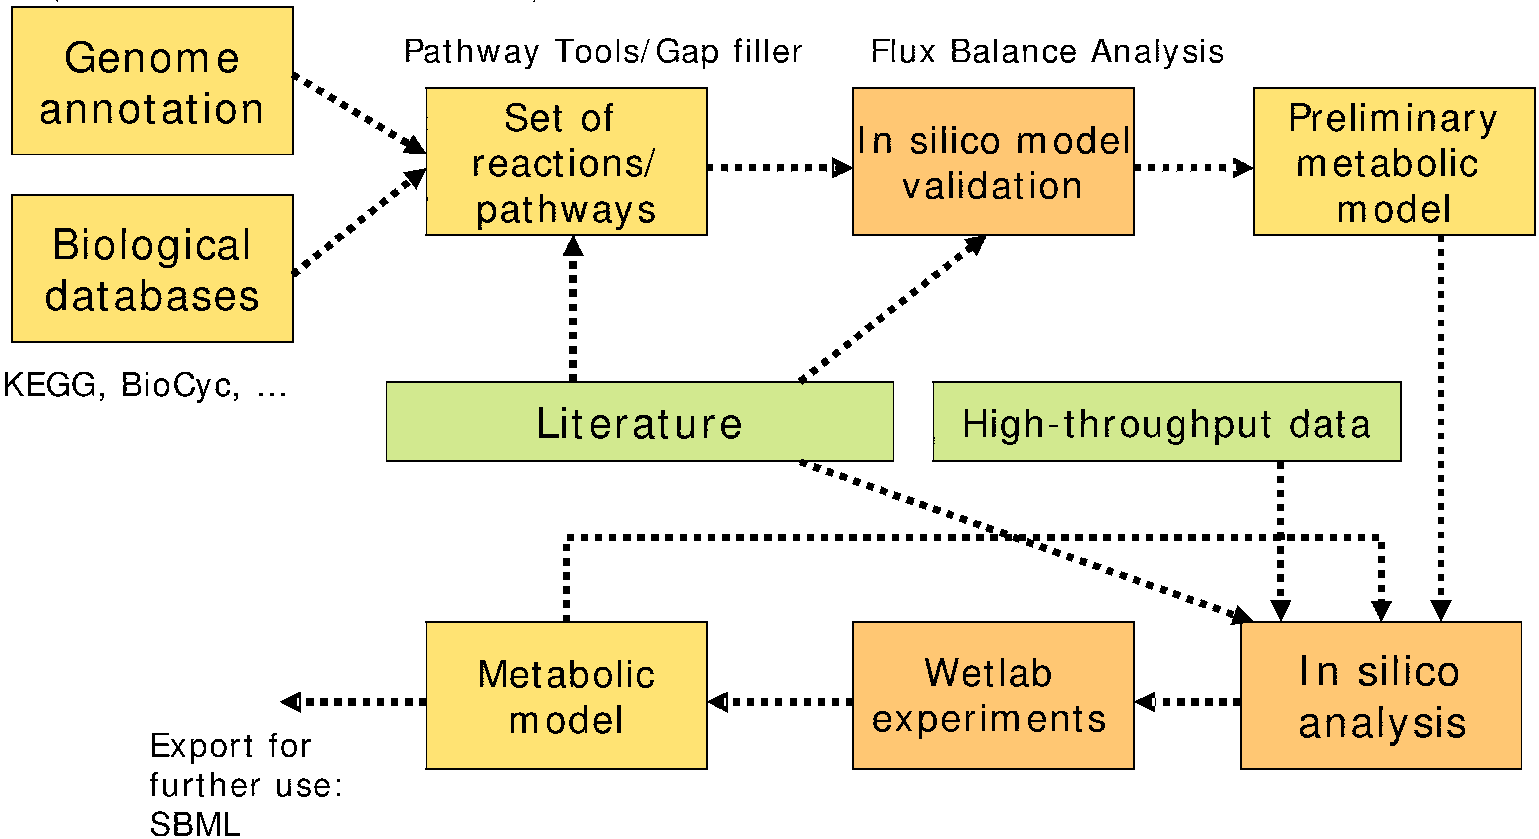 Genome
annotation
Pathway Tools/Gap filler
Flux Balance Analysis
Set of
reactions/
pathways
In silico model
validation
Preliminary
metabolic
model
Biological
databases
KEGG, BioCyc, ...
Literature
High-throughput data
Metabolic
model
Wetlab
experiments
In silico
analysis
Export for
further use:
SBML